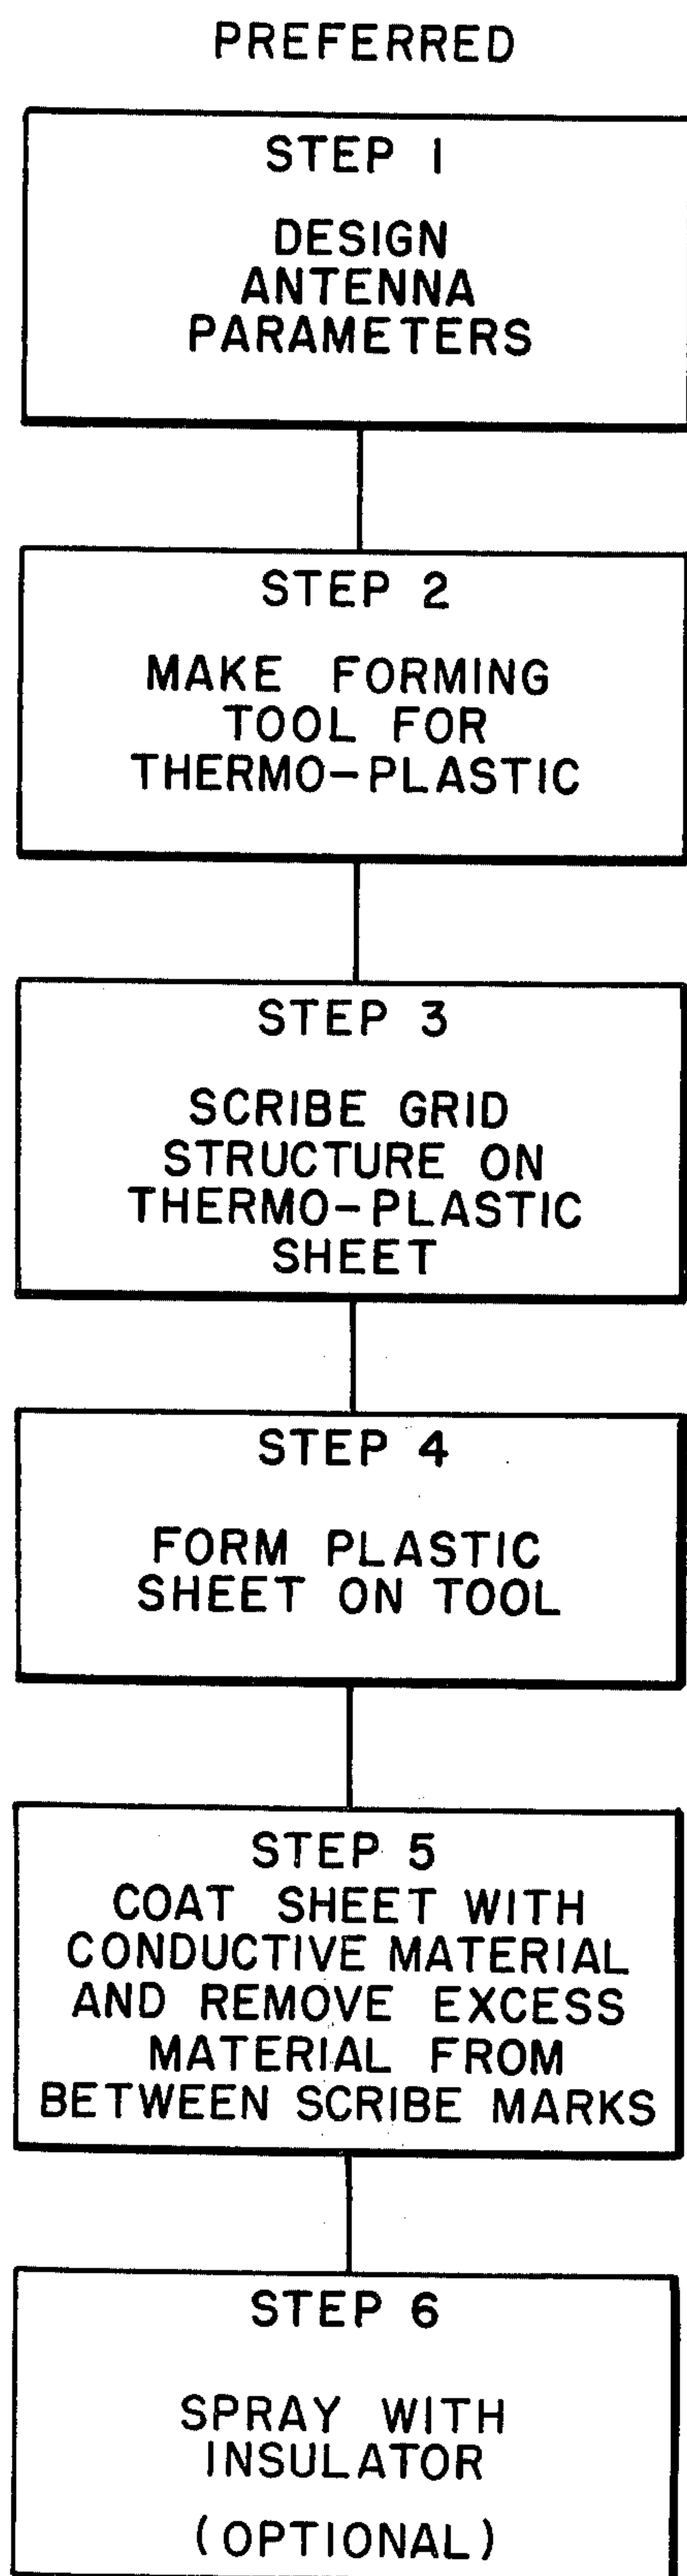 PREFERRED
STEP 1
DESIGN
ANTENNA
PARAMETERS
STEP 2
MAKE FORMING
TOOL FOR
THERMO-PLASTIC
STEP 3
SCRIBE GRID
STRUCTURE ON
THERMO-PLASTIC
SHEET
STEP 4
FORM PLASTIC
SHEET ON TOOL
STEP 5
COAT SHEET WITH
CONDUCTIVE MATERIAL
AND REMOVE EXCESS
MATERIAL FROM
BETWEEN SCRIBE MARKS
STEP 6
SPRAY WITH
INSULATOR
(OPTIONAL)